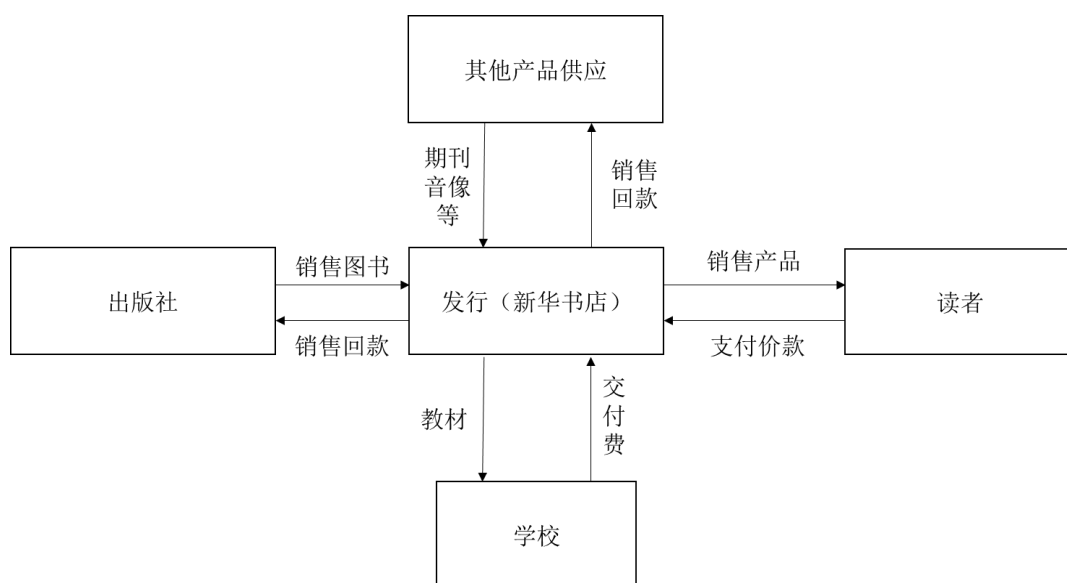 其他产品供应
期刊
音像
等
销售
回款
销售图书
销售产品
出版社
发行（新华书店）
读者
销售回款
支付价款
教材
交
付
费
学校